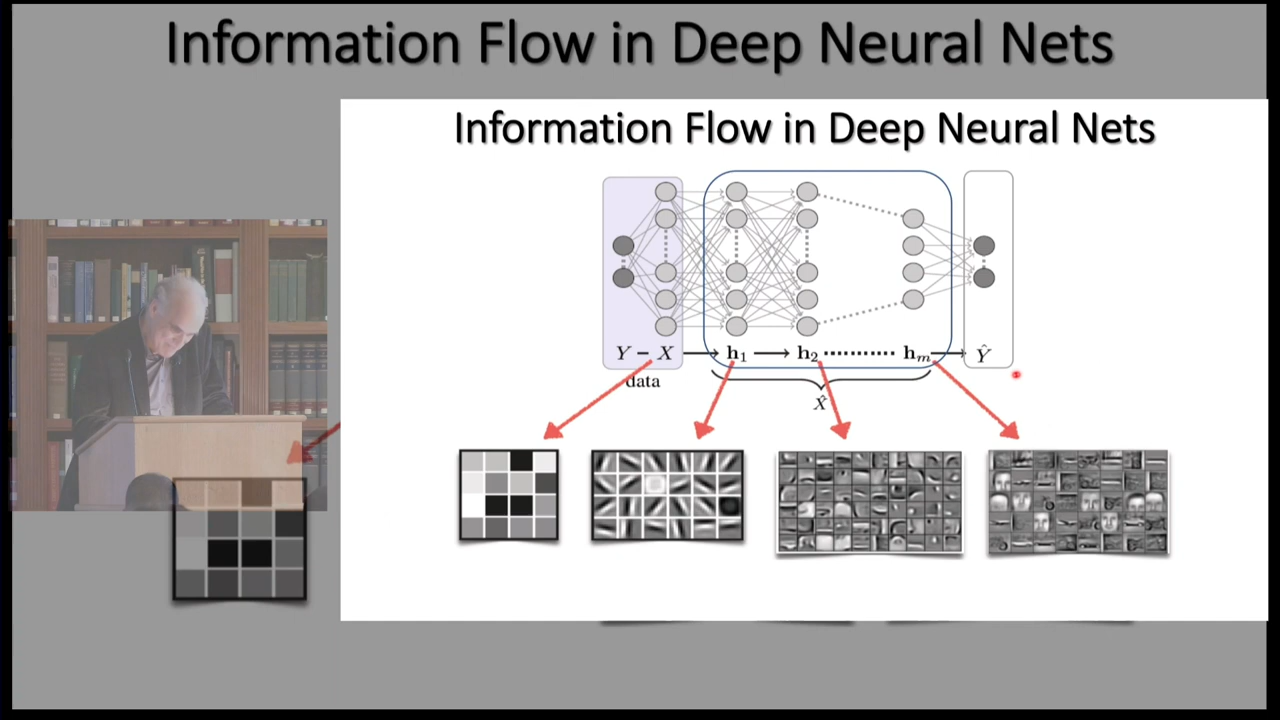 Information Flow in Deep Neural Nets
Information Flow in Deep Neural Nets
Y – X → h₁ → h₂ ·········· hₘ → Ŷ
data
X̂